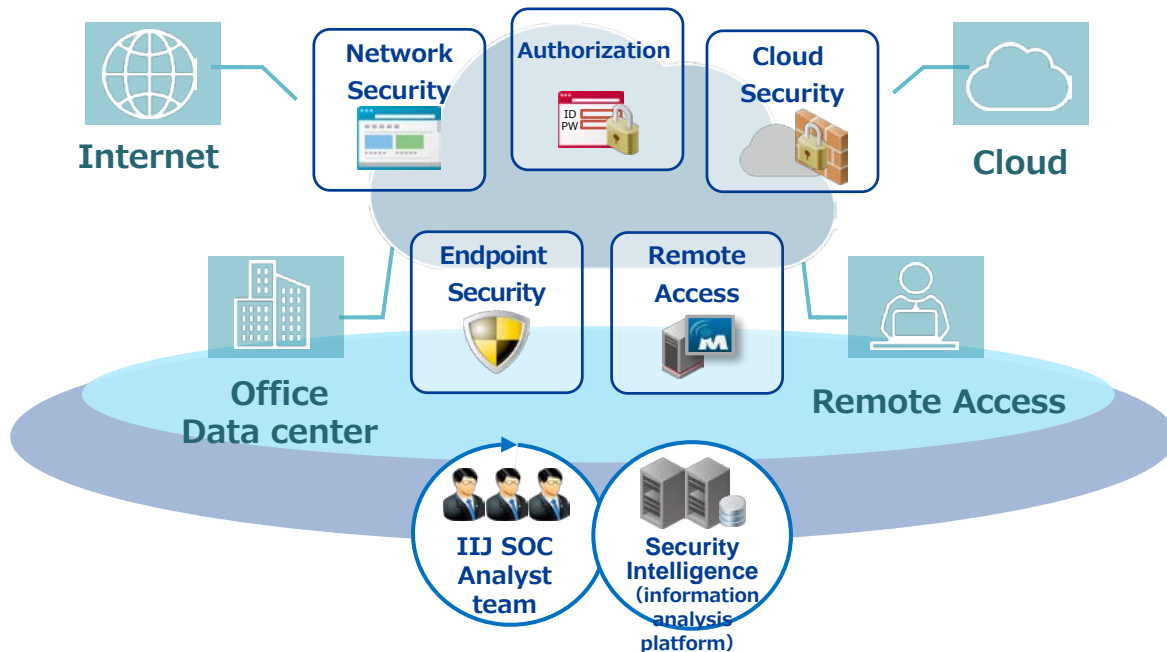 Network
Security
Authorization
ID
PW
Cloud
Security
Internet
Cloud
Endpoint
Security
Remote
Access
Office
Data center
Remote Access
IIJ SOC
Analyst
team
Security
Intelligence
（information
analysis
platform）